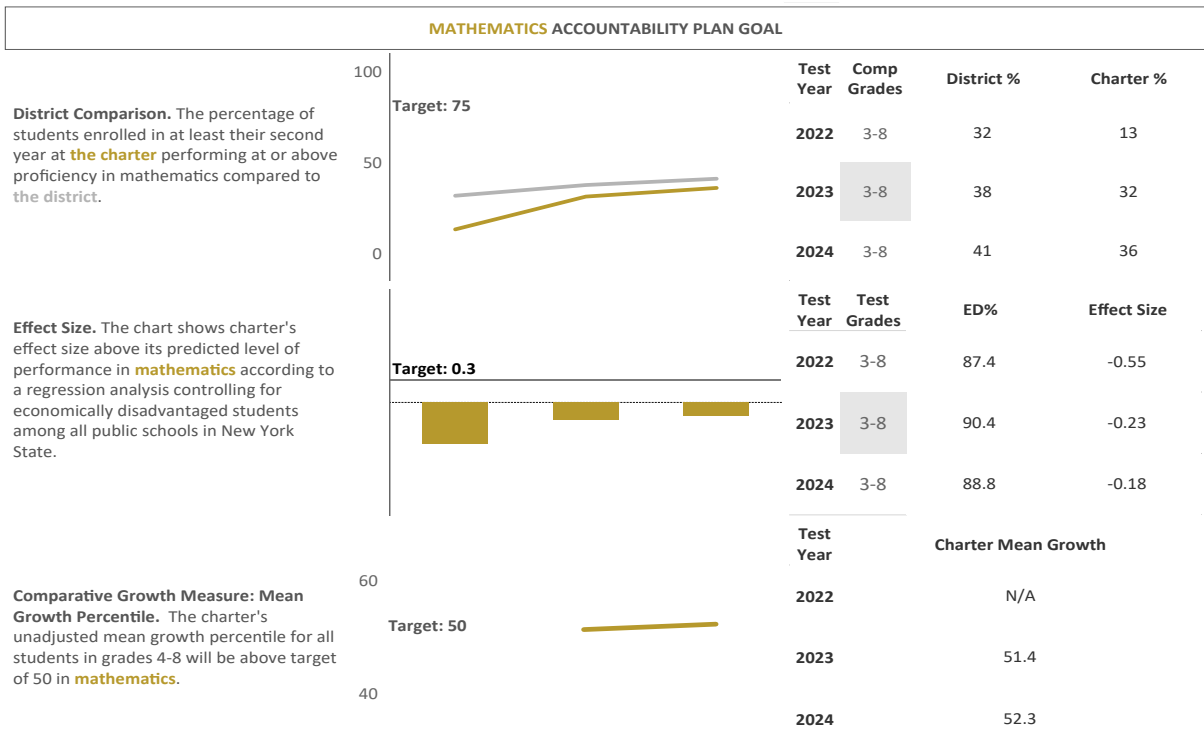 MATHEMATICS ACCOUNTABILITY PLAN GOAL
District Comparison. The percentage of
students enrolled in at least their second
year at the charter performing at or above
proficiency in mathematics compared to
the district.
100
Target: 75
50
0
Test Year Comp Grades District % Charter %
2022 3-8 32 13
2023 3-8 38 32
2024 3-8 41 36
Effect Size. The chart shows charter's
effect size above its predicted level of
performance in mathematics according to
a regression analysis controlling for
economically disadvantaged students
among all public schools in New York
State.
Target: 0.3
Test Year Test Grades ED% Effect Size
2022 3-8 87.4 -0.55
2023 3-8 90.4 -0.23
2024 3-8 88.8 -0.18
Comparative Growth Measure: Mean
Growth Percentile. The charter's
unadjusted mean growth percentile for all
students in grades 4-8 will be above target
of 50 in mathematics.
60
Target: 50
40
Test Year Charter Mean Growth
2022 N/A
2023 51.4
2024 52.3